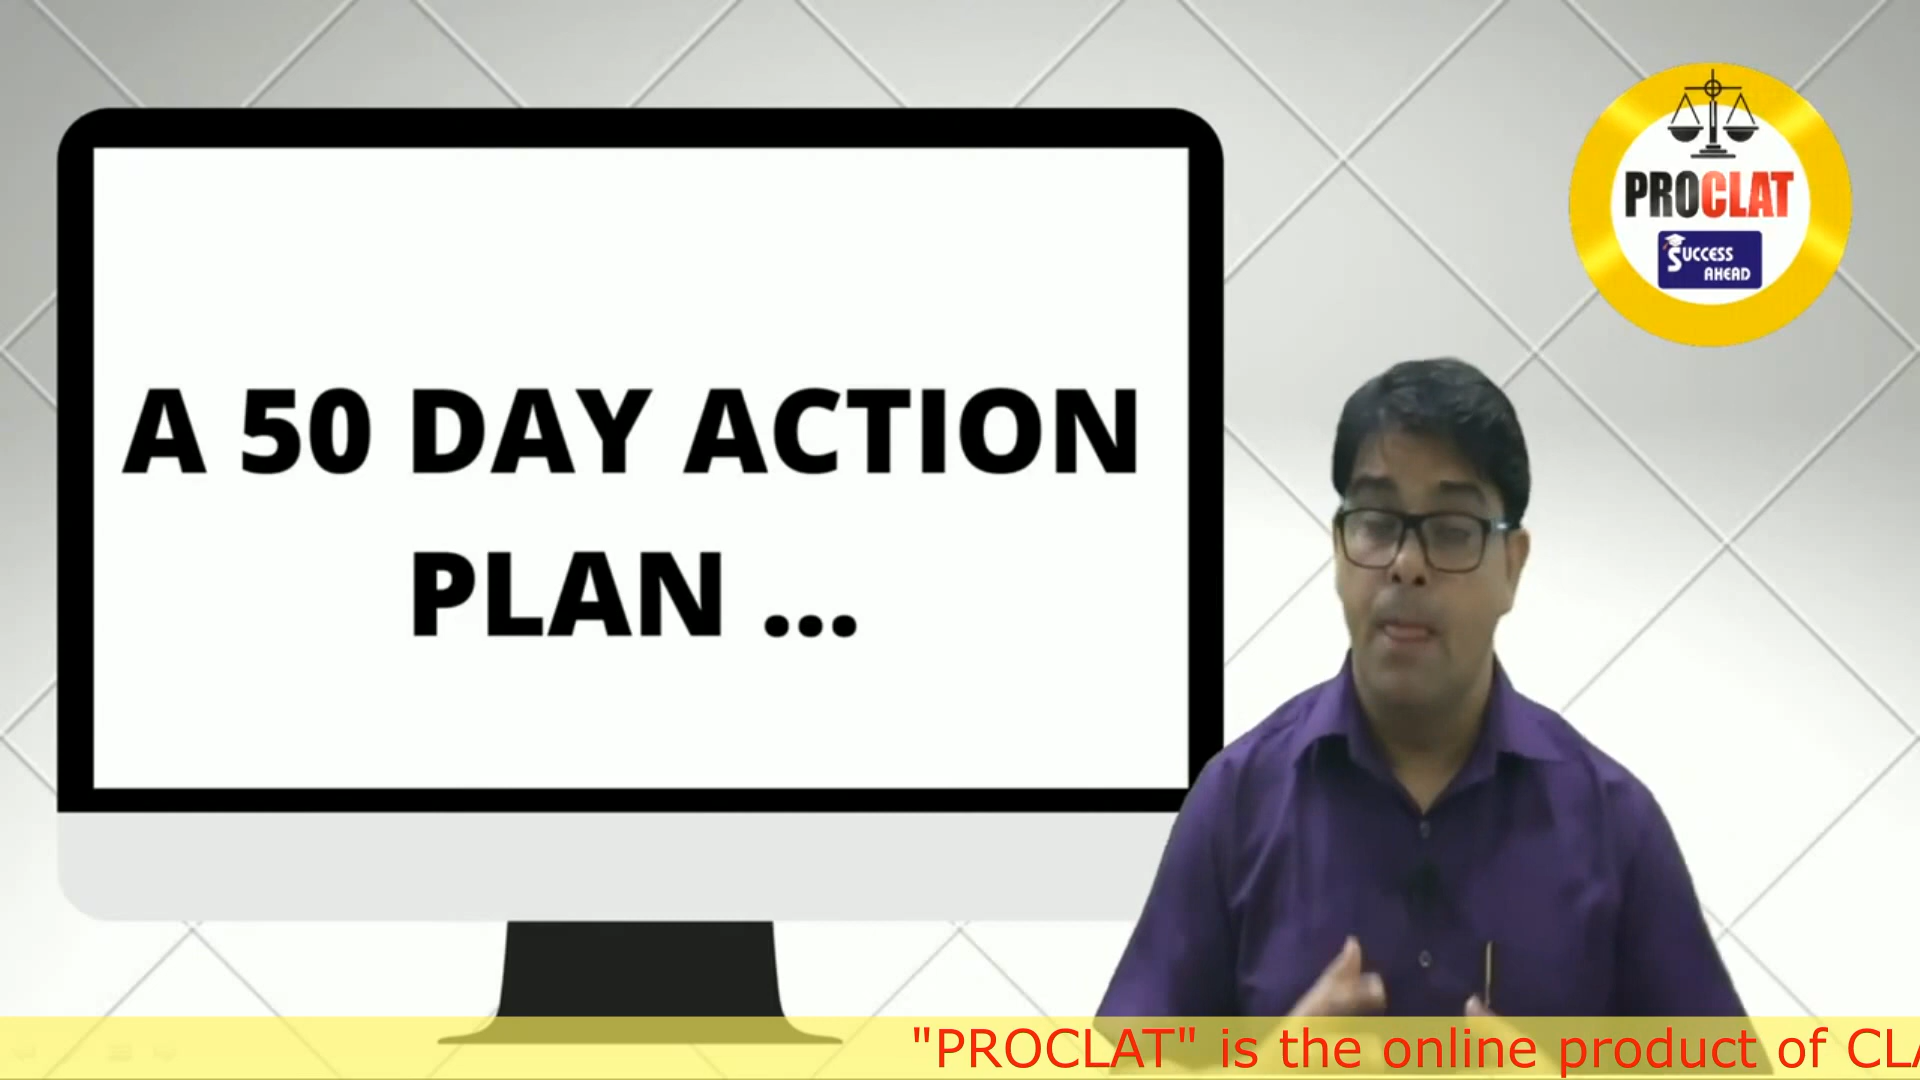 A 50 DAY ACTION
PLAN ...
PROCLAT
SUCCESS
AHEAD
"PROCLAT" is the online product of